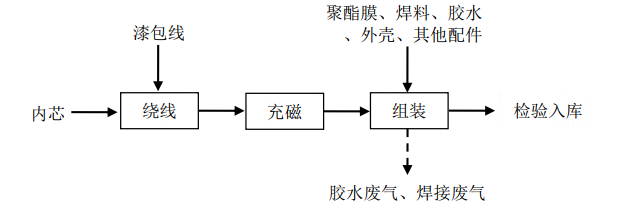 聚酯膜、焊料、胶水
、外壳、其他配件
漆包线
内芯
绕线
充磁
组装
检验入库
胶水废气、焊接废气